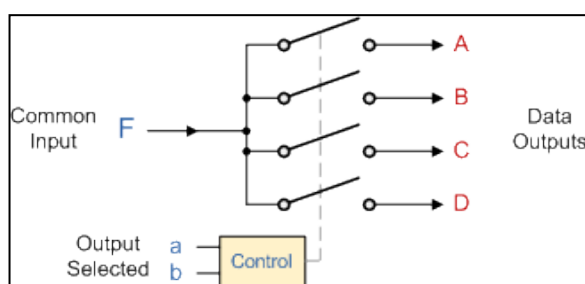 A
B
Common
Input
F
Data
Outputs
C
D
Output
Selected
a
b
Control